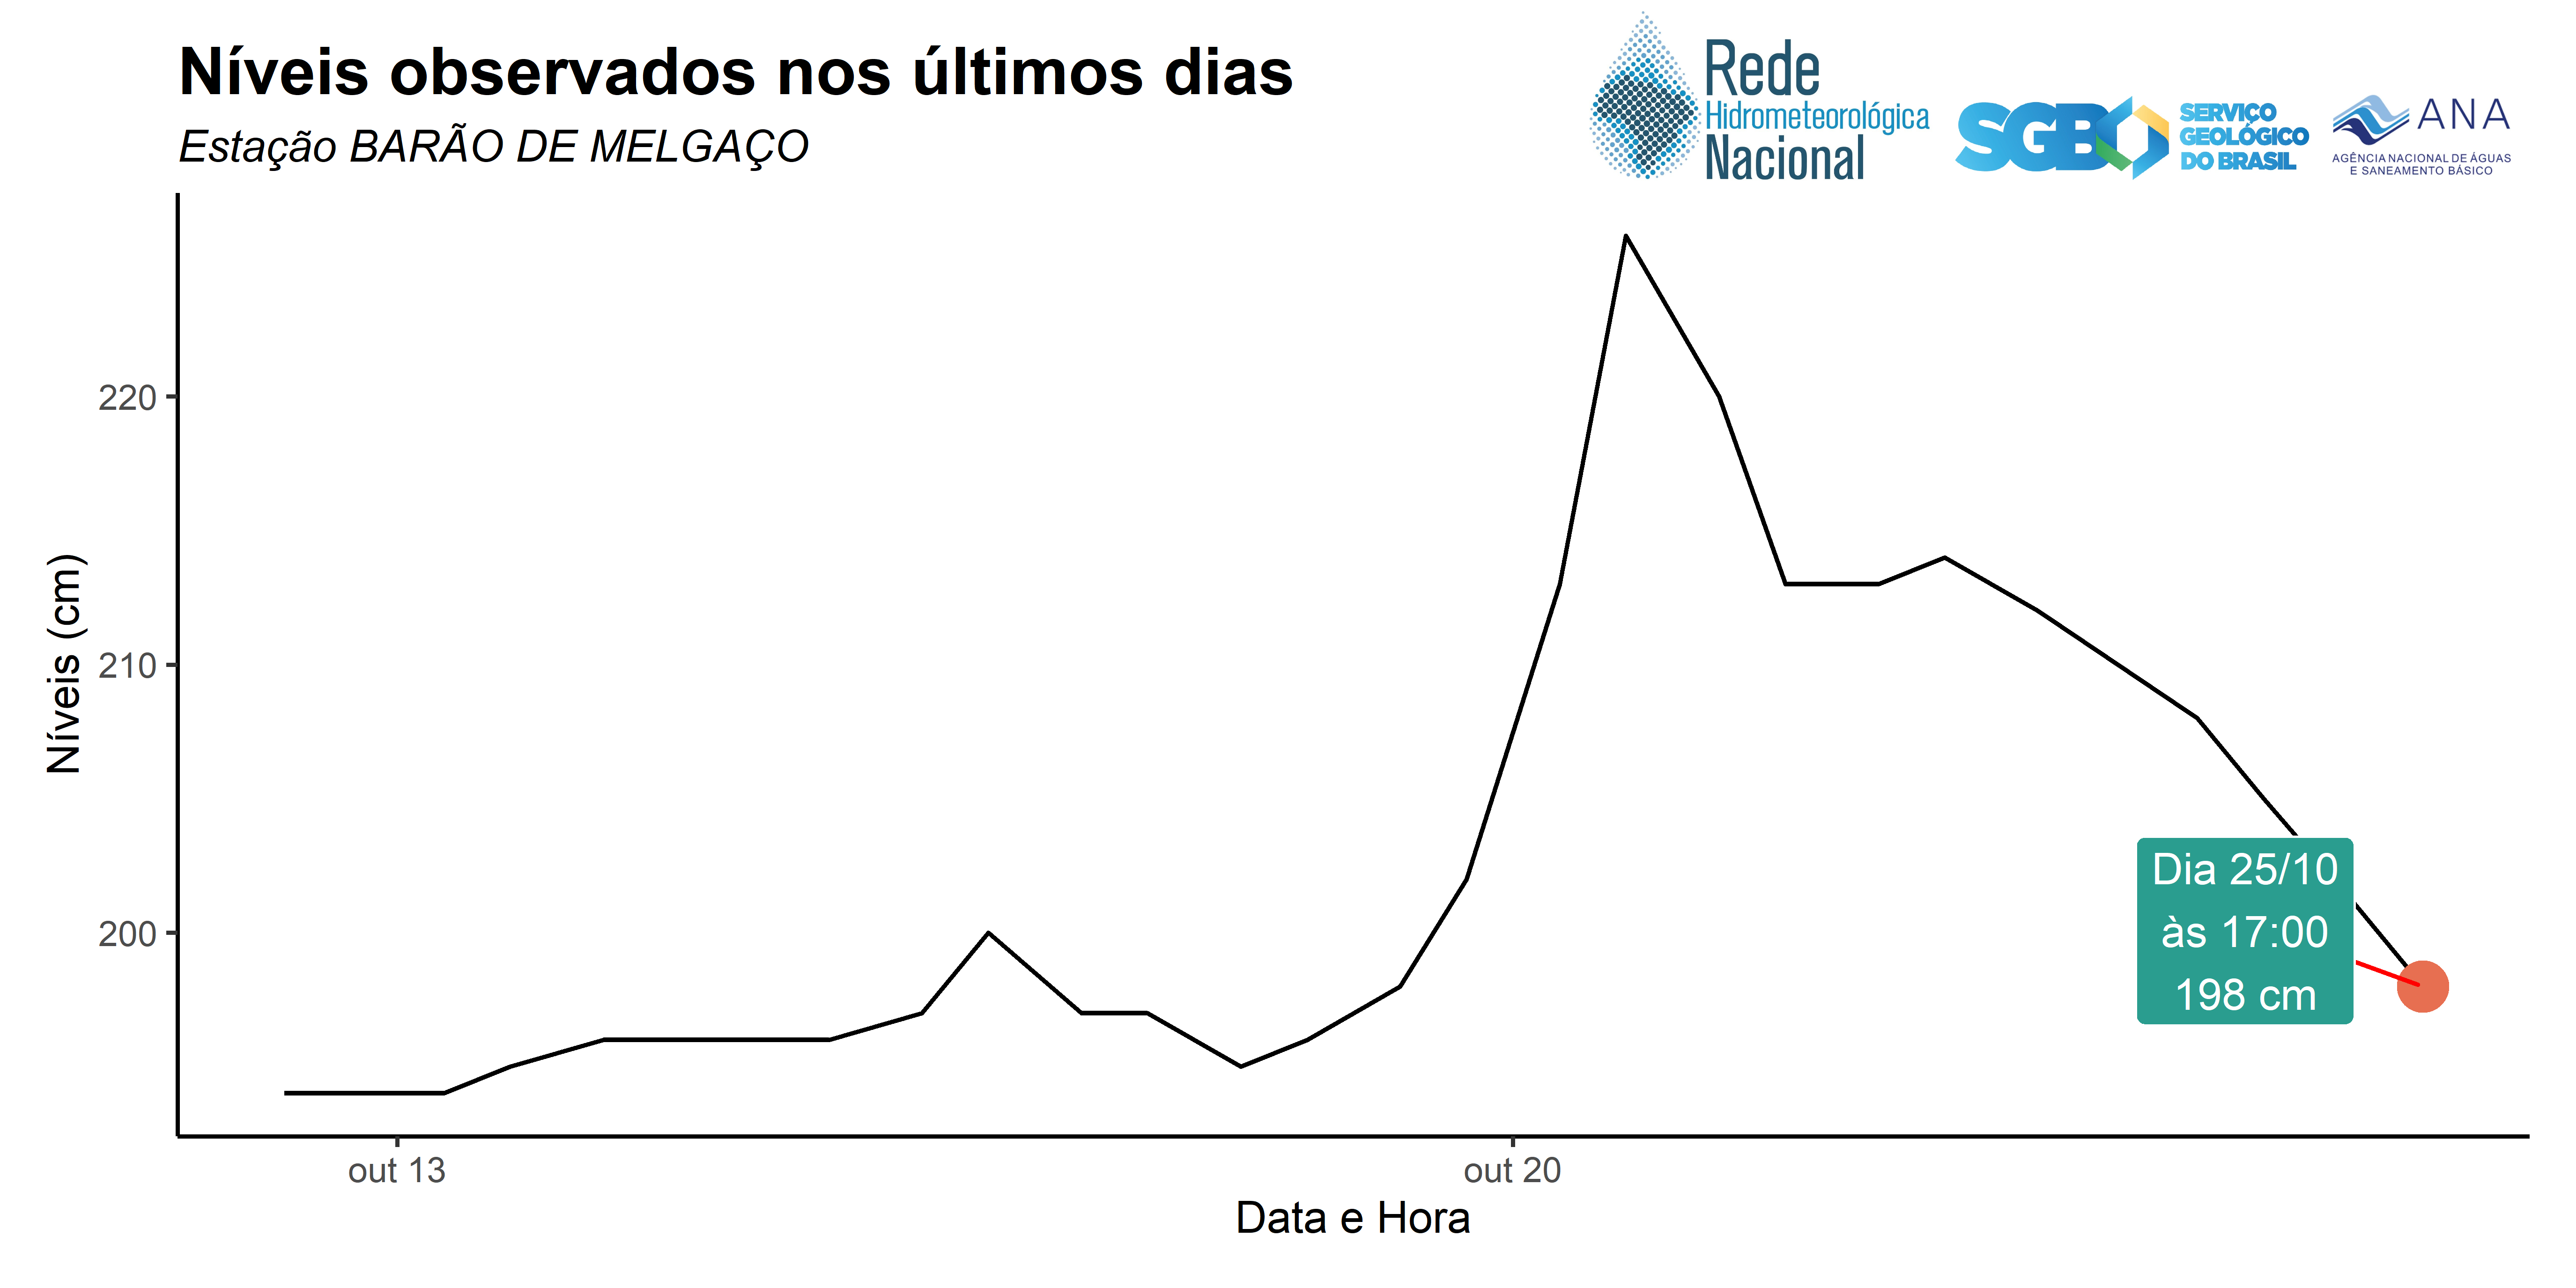 Níveis observados nos últimos dias
Estação BARÃO DE MELGAÇO
Rede
Hidrometeorológica
Nacional
SGB
SERVIÇO
GEOLÓGICO
DO BRASIL
ANA
AGÊNCIA NACIONAL DE ÁGUAS
E SANEAMENTO BÁSICO
Níveis (cm)
220
210
200
Dia 25/10
às 17:00
198 cm
out 13
out 20
Data e Hora